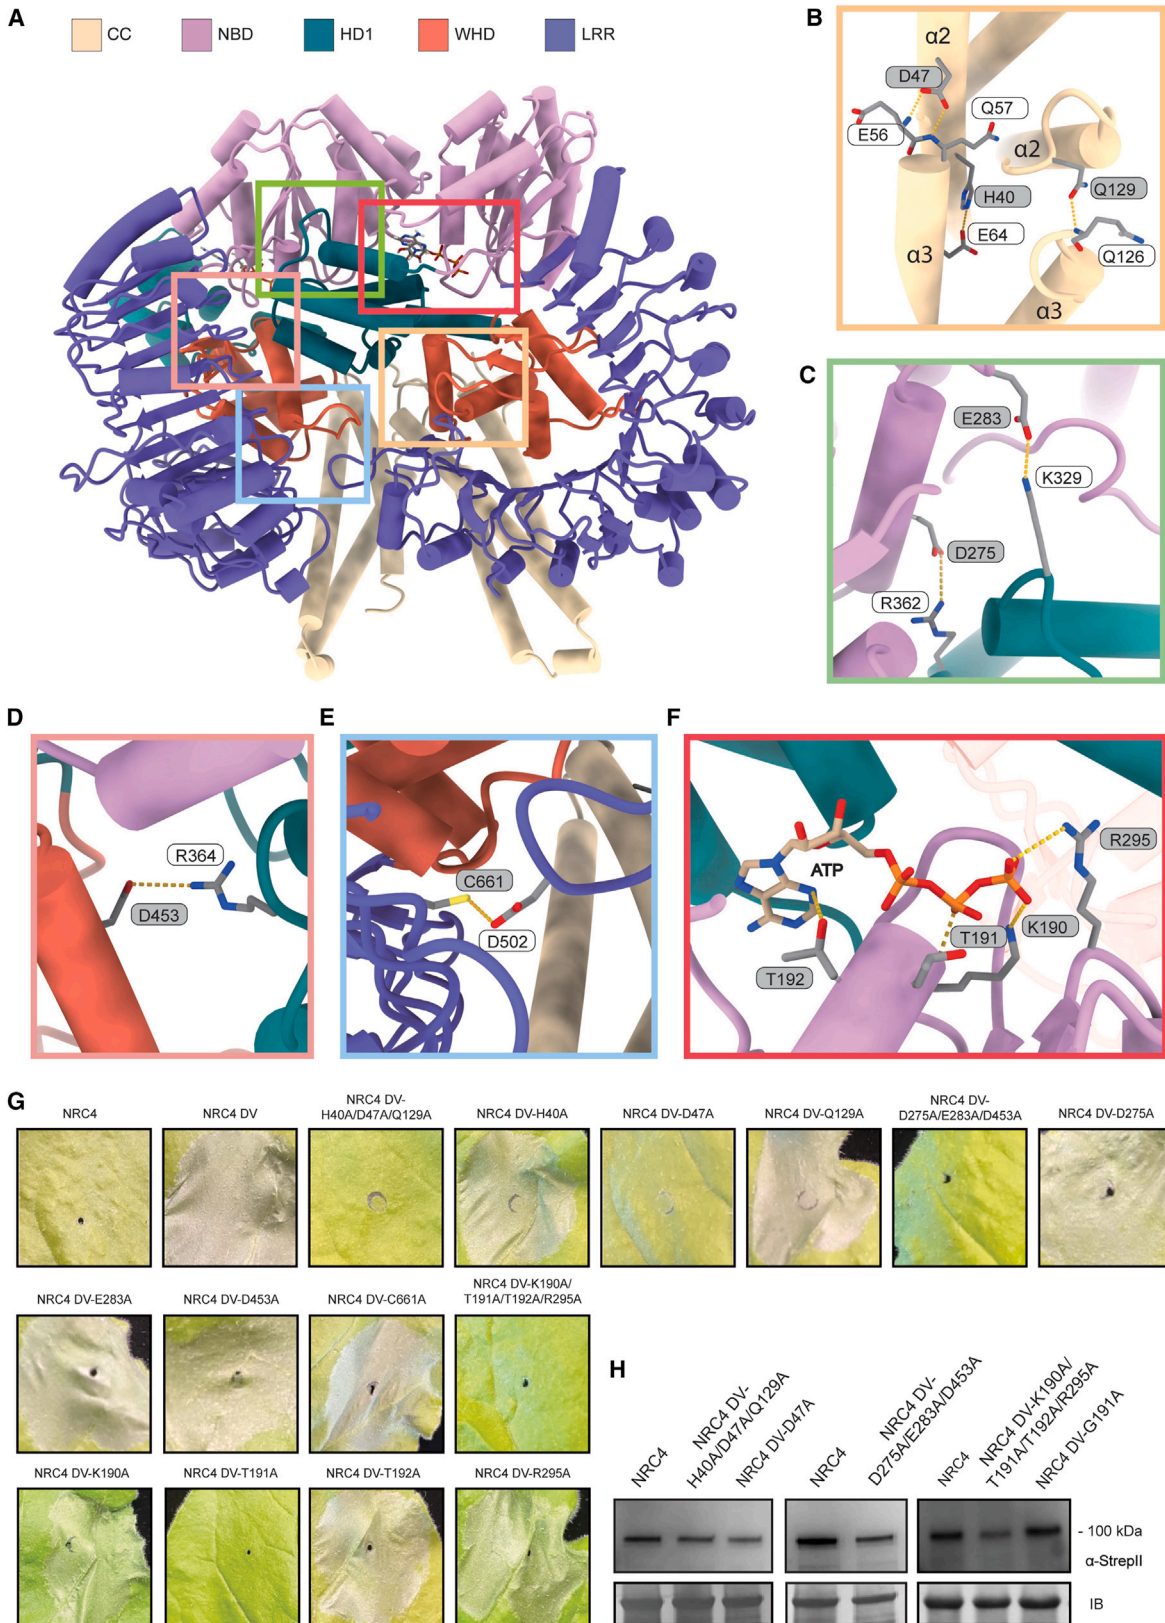 A
CC
NBD
HD1
WHD
LRR
B
α2
D47
Q57
E56
α2
H40
Q129
E64
α3
Q126
α3
C
E283
K329
D275
R362
D
R364
D453
E
C661
D502
F
R295
ATP
T191
K190
T192
G
NRC4
NRC4 DV
NRC4 DV-
H40A/D47A/Q129A
NRC4 DV-H40A
NRC4 DV-D47A
NRC4 DV-Q129A
NRC4 DV-
D275A/E283A/D453A
NRC4 DV-D275A
NRC4 DV-E283A
NRC4 DV-D453A
NRC4 DV-C661A
NRC4 DV-K190A/
T191A/T192A/R295A
NRC4 DV-K190A
NRC4 DV-T191A
NRC4 DV-T192A
NRC4 DV-R295A
H
NRC4
NRC4 DV-
H40A/D47A/Q129A
NRC4 DV-D47A
NRC4
NRC4 DV-
D275A/E283A/D453A
NRC4
NRC4 DV-K190A/
T191A/T192A/R295A
NRC4 DV-G191A
- 100 kDa
α-StrepII
IB